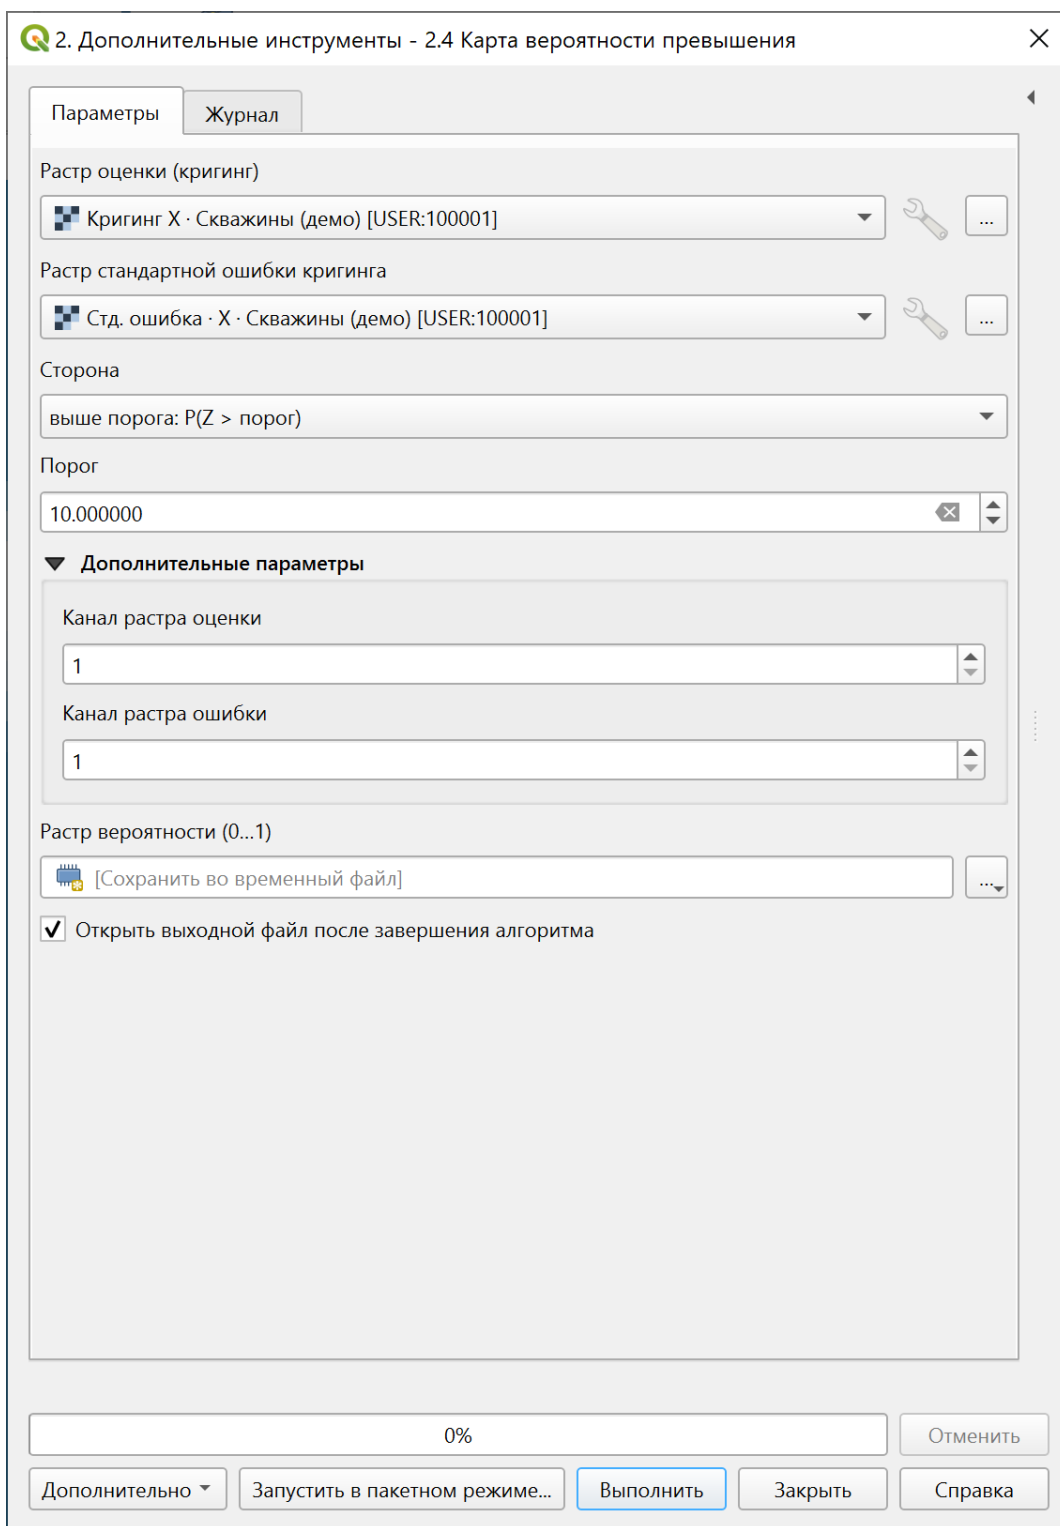 2. Дополнительные инструменты - 2.4 Карта вероятности превышения
Параметры
Журнал
Растр оценки (кригинг)
Кригинг X · Скважины (демо) [USER:100001]
...
Растр стандартной ошибки кригинга
Стд. ошибка · X · Скважины (демо) [USER:100001]
...
Сторона
выше порога: P(Z > порог)
Порог
10.000000
Дополнительные параметры
Канал растра оценки
1
Канал растра ошибки
1
Растр вероятности (0...1)
[Сохранить во временный файл]
...
Открыть выходной файл после завершения алгоритма
0%
Отменить
Дополнительно
Запустить в пакетном режиме...
Выполнить
Закрыть
Справка